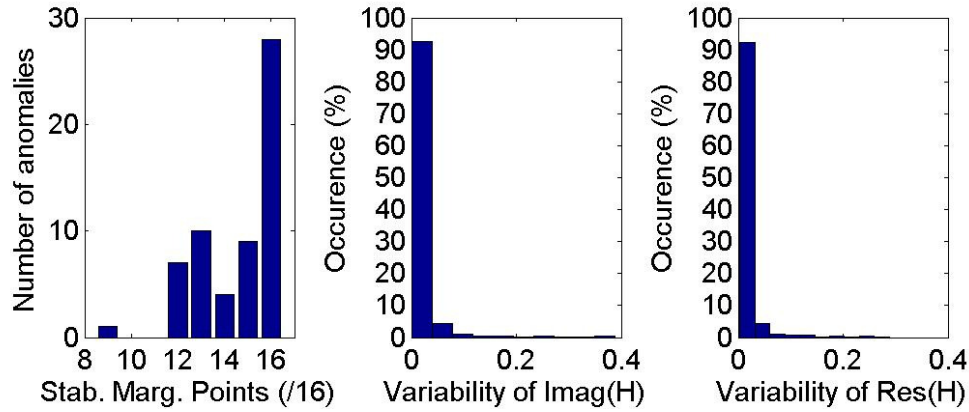 Number of anomalies
30
20
10
0
8 10 12 14 16
Stab. Marg. Points (/16)
Occurence (%)
100
90
80
70
60
50
40
30
20
10
0
0 0.2 0.4
Variability of Imag(H)
Occurence (%)
100
90
80
70
60
50
40
30
20
10
0
0 0.2 0.4
Variability of Res(H)